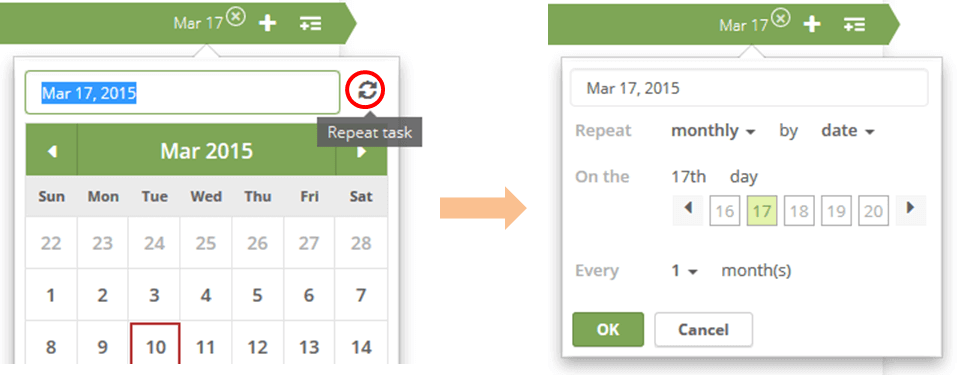 Mar 17
Mar 17, 2015
Repeat task
Mar 2015
Sun Mon Tue Wed Thu Fri Sat
22 23 24 25 26 27 28
1 2 3 4 5 6 7
8 9 10 11 12 13 14
Mar 17
Mar 17, 2015
Repeat monthly by date
On the 17th day
16 17 18 19 20
Every 1 month(s)
OK Cancel